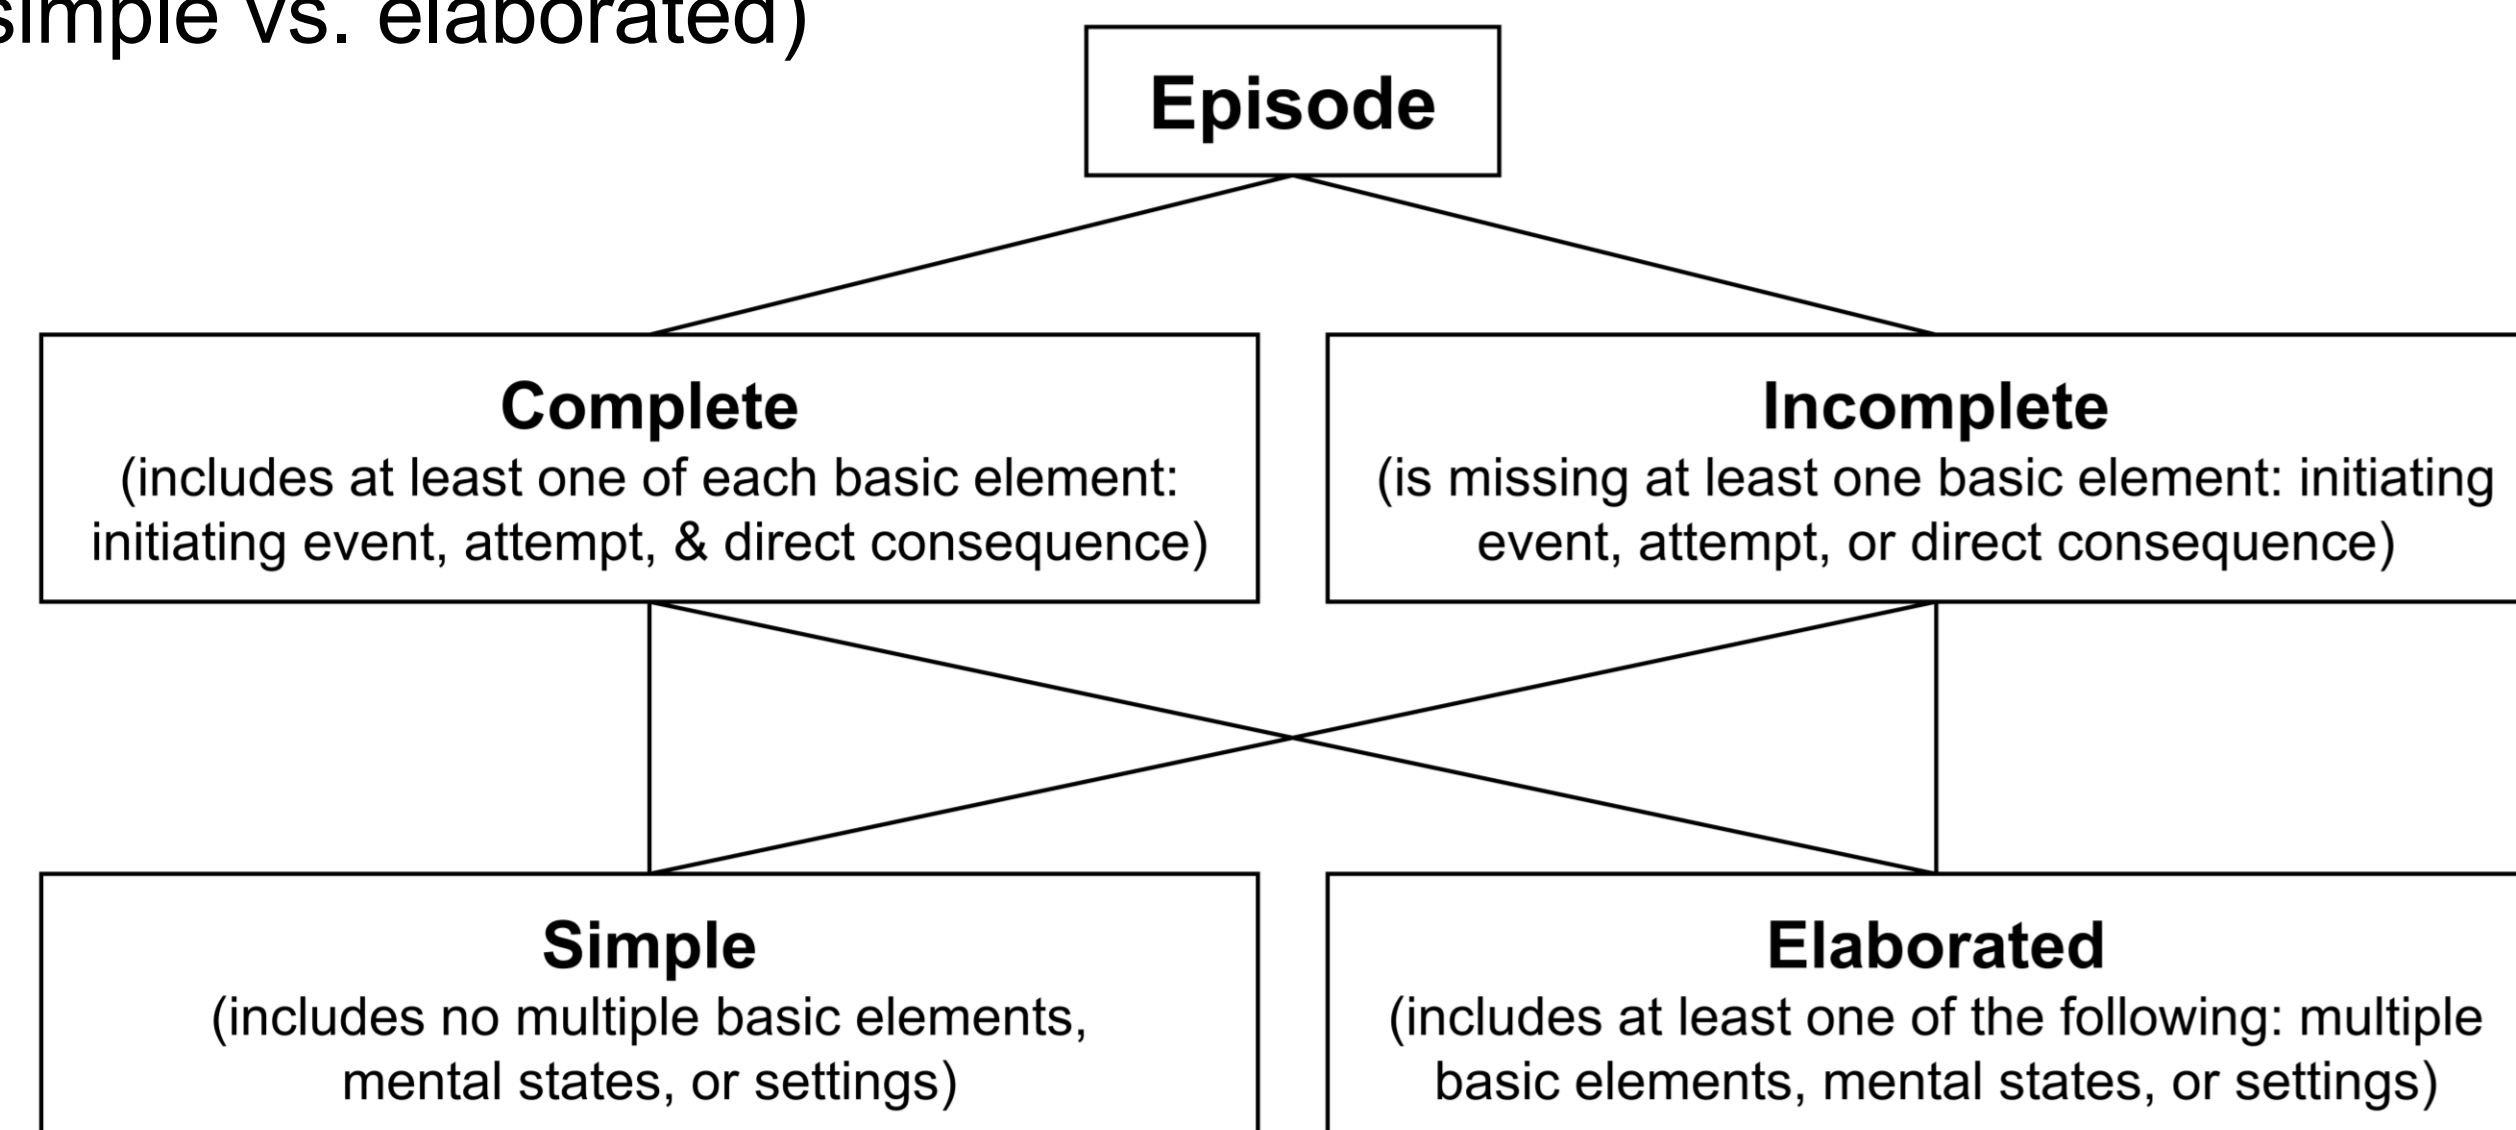 simple vs. elaborated)
Episode
Complete
(includes at least one of each basic element:
initiating event, attempt, & direct consequence)
Incomplete
(is missing at least one basic element: initiating
event, attempt, or direct consequence)
Simple
(includes no multiple basic elements,
mental states, or settings)
Elaborated
(includes at least one of the following: multiple
basic elements, mental states, or settings)